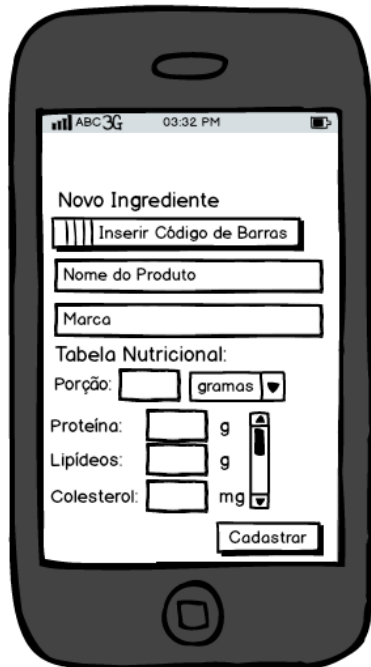 ABC 3G 03:32 PM
Novo Ingrediente
Inserir Código de Barras
Nome do Produto
Marca
Tabela Nutricional:
Porção: gramas
Proteína: g
Lipídeos: g
Colesterol: mg
Cadastrar